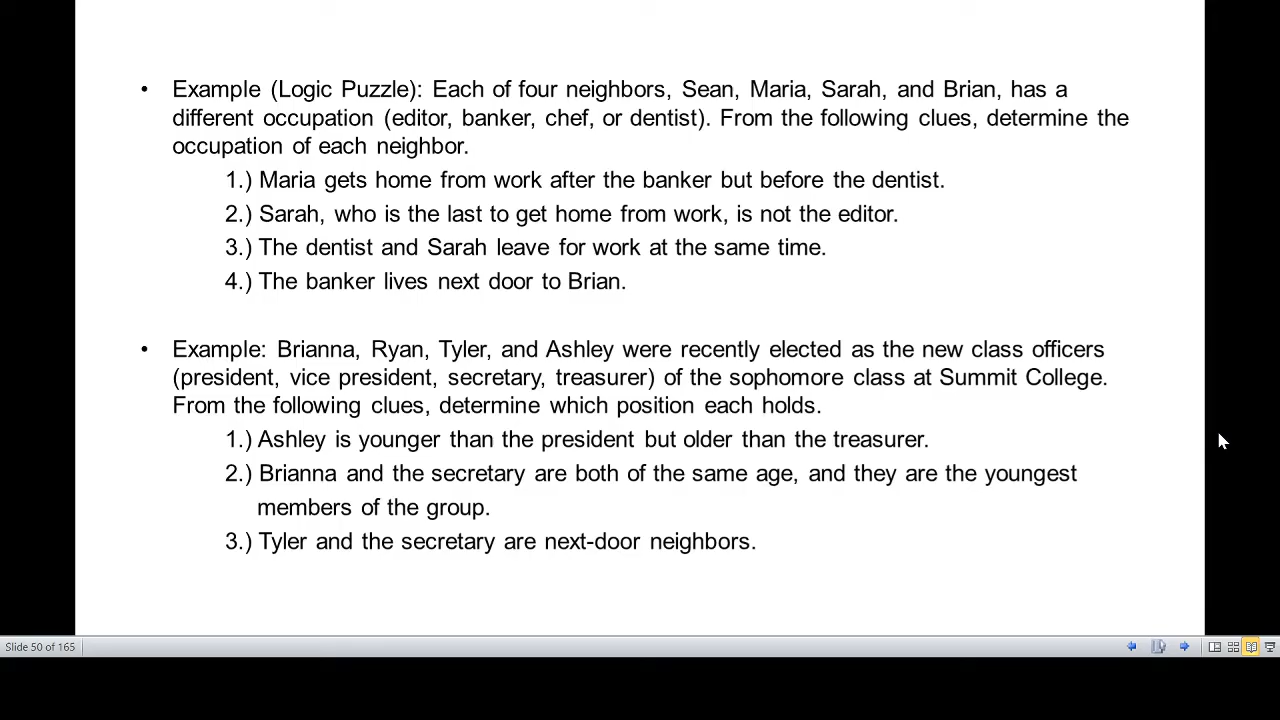 • Example (Logic Puzzle): Each of four neighbors, Sean, Maria, Sarah, and Brian, has a
different occupation (editor, banker, chef, or dentist). From the following clues, determine the
occupation of each neighbor.
1.) Maria gets home from work after the banker but before the dentist.
2.) Sarah, who is the last to get home from work, is not the editor.
3.) The dentist and Sarah leave for work at the same time.
4.) The banker lives next door to Brian.
• Example: Brianna, Ryan, Tyler, and Ashley were recently elected as the new class officers
(president, vice president, secretary, treasurer) of the sophomore class at Summit College.
From the following clues, determine which position each holds.
1.) Ashley is younger than the president but older than the treasurer.
2.) Brianna and the secretary are both of the same age, and they are the youngest
members of the group.
3.) Tyler and the secretary are next-door neighbors.
Slide 50 of 165